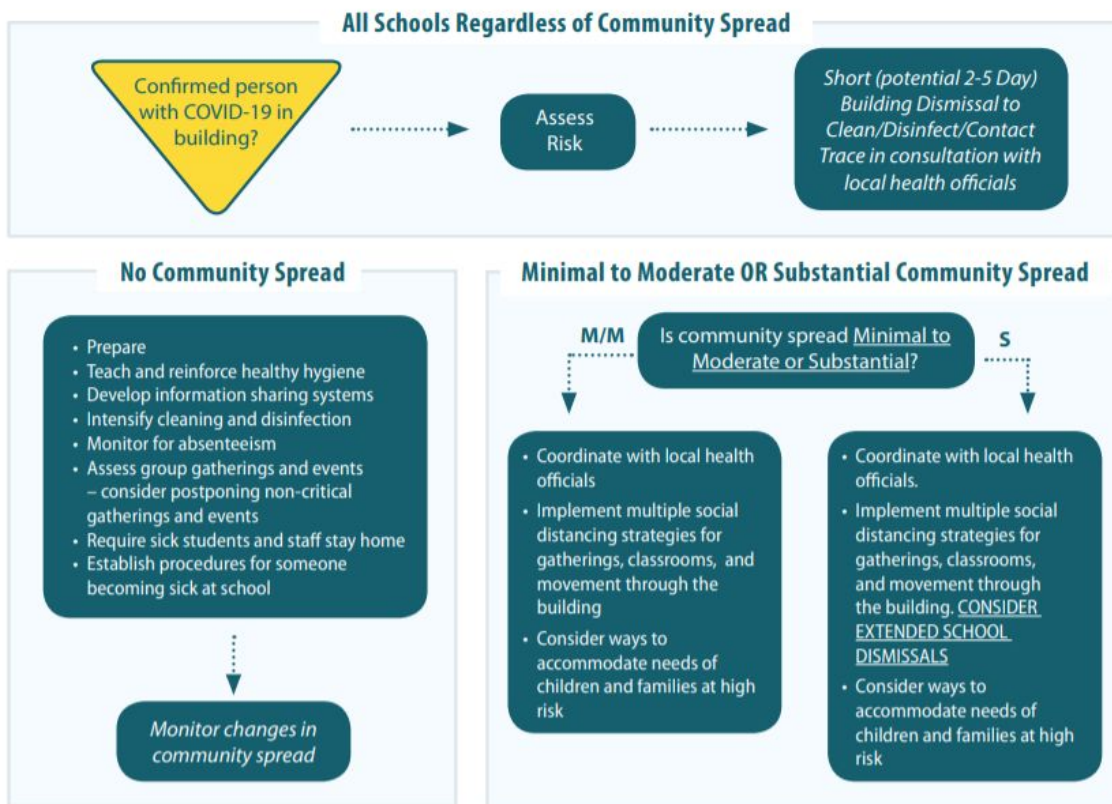 All Schools Regardless of Community Spread
Confirmed person
with COVID-19 in
building?
Assess
Risk
Short (potential 2-5 Day)
Building Dismissal to
Clean/Disinfect/Contact
Trace in consultation with
local health officials
No Community Spread
• Prepare
• Teach and reinforce healthy hygiene
• Develop information sharing systems
• Intensify cleaning and disinfection
• Monitor for absenteeism
• Assess group gatherings and events
– consider postponing non-critical
gatherings and events
• Require sick students and staff stay home
• Establish procedures for someone
becoming sick at school
Monitor changes in
community spread
Minimal to Moderate OR Substantial Community Spread
M/M
Is community spread Minimal to
Moderate or Substantial?
S
• Coordinate with local health
officials
• Implement multiple social
distancing strategies for
gatherings, classrooms, and
movement through the
building
• Consider ways to
accommodate needs of
children and families at high
risk
• Coordinate with local health
officials.
• Implement multiple social
distancing strategies for
gatherings, classrooms,
and movement through
the building. CONSIDER
EXTENDED SCHOOL
DISMISSALS
• Consider ways to
accommodate needs of
children and families at high
risk